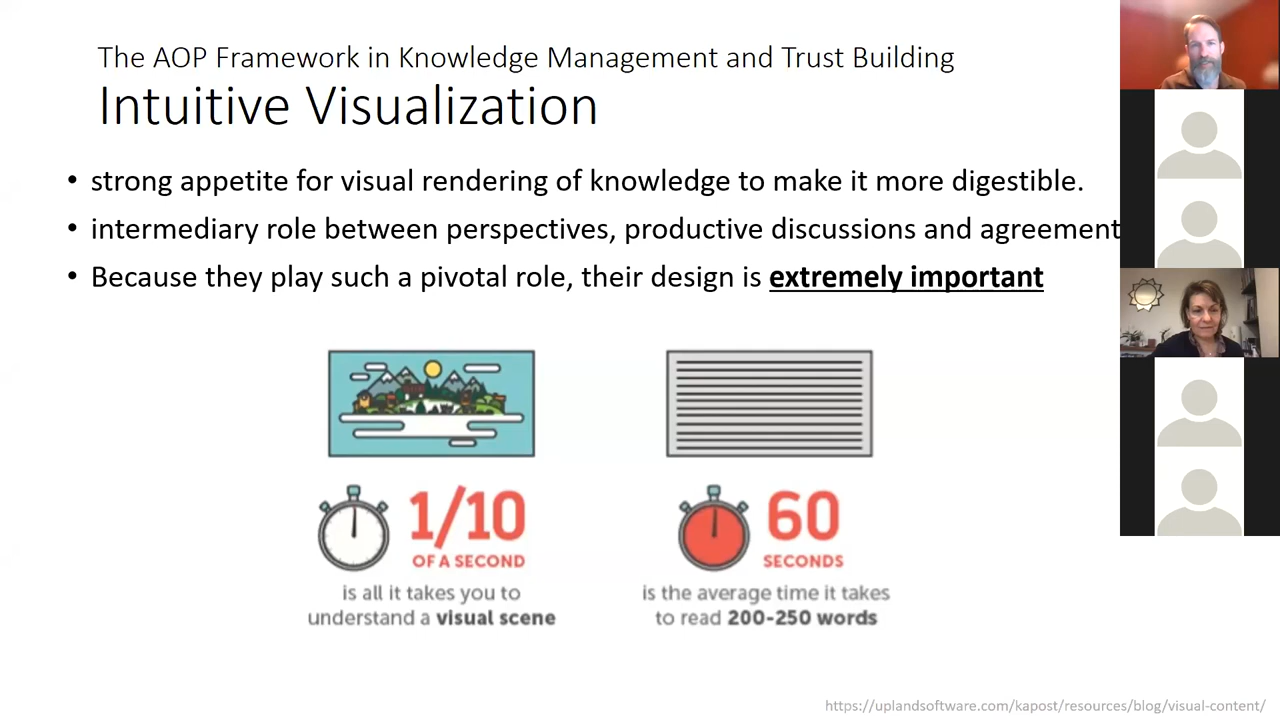 The AOP Framework in Knowledge Management and Trust Building
Intuitive Visualization
• strong appetite for visual rendering of knowledge to make it more digestible.
• intermediary role between perspectives, productive discussions and agreement
• Because they play such a pivotal role, their design is extremely important
1/10
OF A SECOND
is all it takes you to
understand a visual scene
60
SECONDS
is the average time it takes
to read 200-250 words
https://uplandsoftware.com/kapost/resources/blog/visual-content/